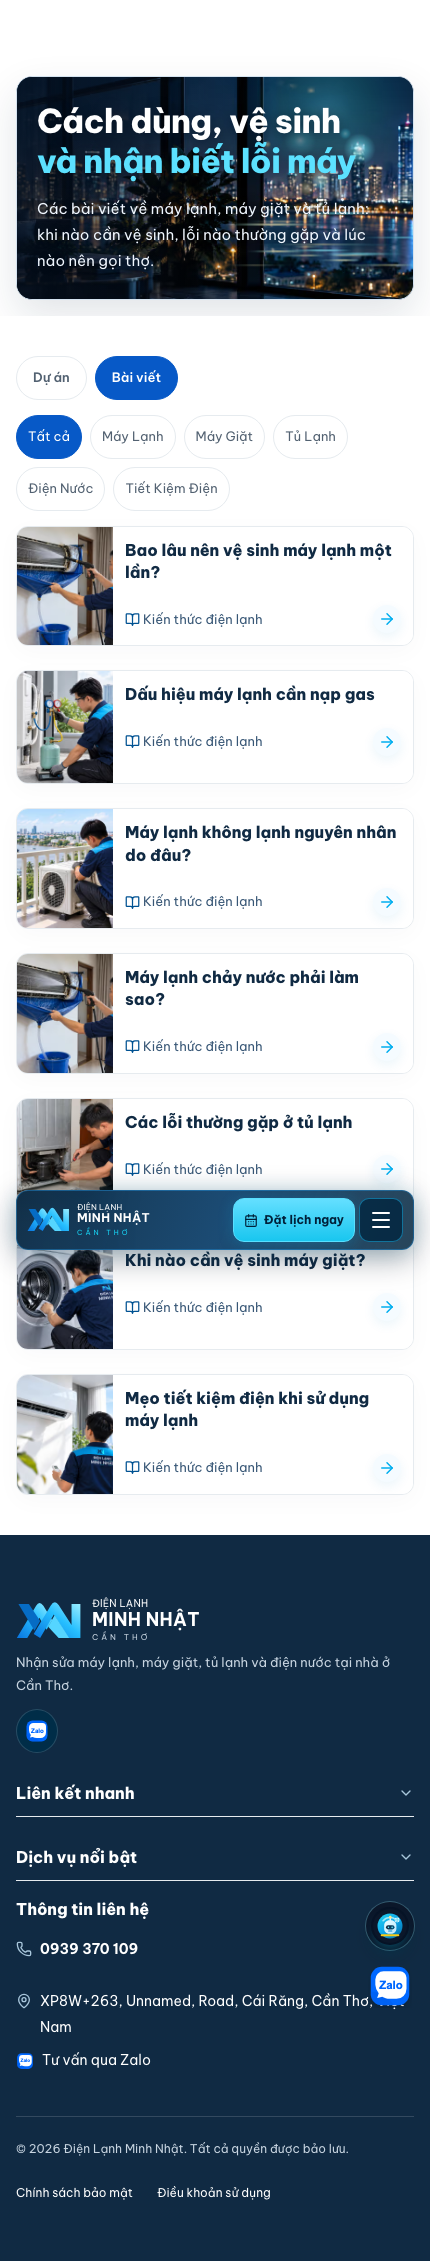 Cách dùng, vệ sinh
và nhận biết lỗi máy
Các bài viết về máy lạnh, máy giặt và tủ lạnh:
khi nào cần vệ sinh, lỗi nào thường gặp và lúc
nào nên gọi thợ.
Dự án
Bài viết
Tất cả
Máy Lạnh
Máy Giặt
Tủ Lạnh
Điện Nước
Tiết Kiệm Điện
Bao lâu nên vệ sinh máy lạnh một
lần?
Kiến thức điện lạnh
Dấu hiệu máy lạnh cần nạp gas
Kiến thức điện lạnh
Máy lạnh không lạnh nguyên nhân
do đâu?
Kiến thức điện lạnh
Máy lạnh chảy nước phải làm
sao?
Kiến thức điện lạnh
Các lỗi thường gặp ở tủ lạnh
Kiến thức điện lạnh
ĐIỆN LẠNH
MINH NHẬT
CẦN THƠ
Đặt lịch ngay
Khi nào cần vệ sinh máy giặt?
Kiến thức điện lạnh
Mẹo tiết kiệm điện khi sử dụng
máy lạnh
Kiến thức điện lạnh
ĐIỆN LẠNH
MINH NHẬT
CẦN THƠ
Nhận sửa máy lạnh, máy giặt, tủ lạnh và điện nước tại nhà ở
Cần Thơ.
Zalo
Liên kết nhanh
Dịch vụ nổi bật
Thông tin liên hệ
0939 370 109
XP8W+263, Unnamed, Road, Cái Răng, Cần Thơ, Việt
Nam
Zalo
Zalo
Tư vấn qua Zalo
© 2026 Điện Lạnh Minh Nhật. Tất cả quyền được bảo lưu.
Chính sách bảo mật
Điều khoản sử dụng